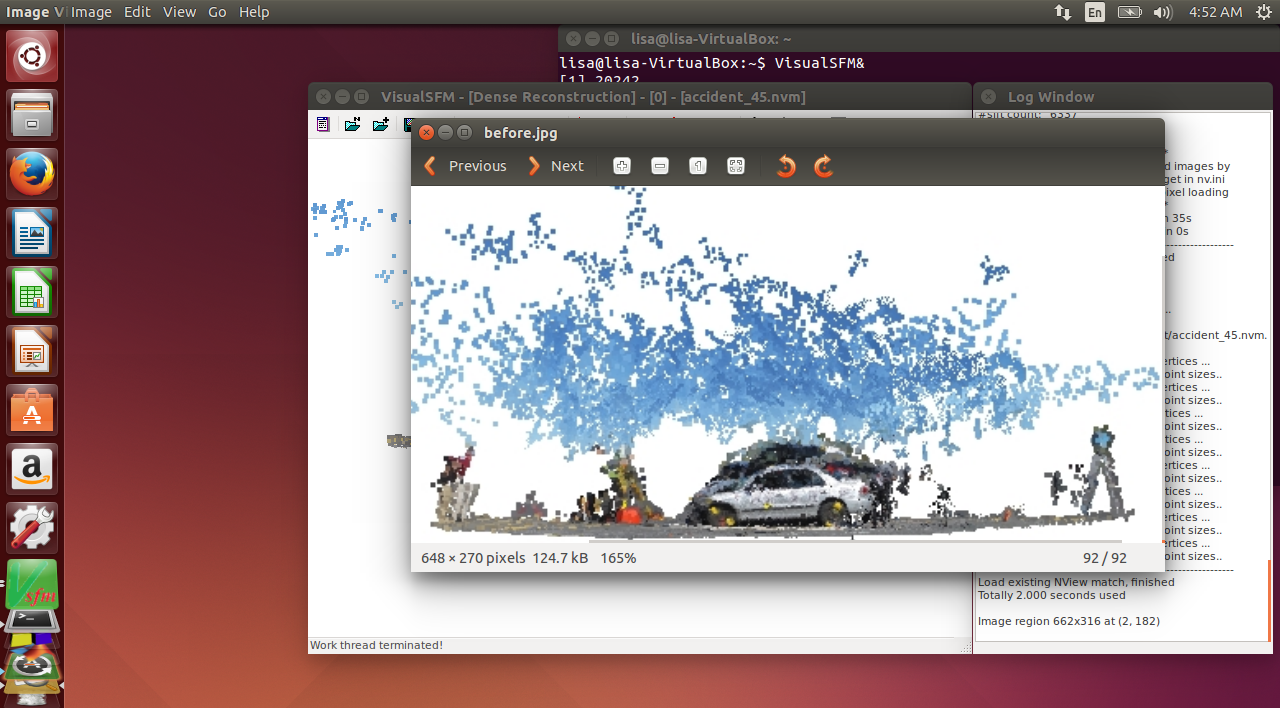 Image Vi Image Edit View Go Help En 4:52 AM
lisa@lisa-VirtualBox: ~
lisa@lisa-VirtualBox:~$ VisualSFM&
[1] 20242
VisualSFM - [Dense Reconstruction] - [0] - [accident_45.nvm]
Log Window
before.jpg
Previous Next
648 × 270 pixels 124.7 kB 165% 92 / 92
#sift count: 6337
d images by
get in nv.ini
ixel loading
n 35s
n 0s
----------------------
ed
t/accident_45.nvm.
ertices ...
oint sizes..
ertices ...
oint sizes..
rtices ...
oint sizes..
ertices ...
oint sizes..
ertices ...
oint sizes..
rtices ...
oint sizes..
ertices ...
oint sizes..
ertices ...
oint sizes..
----------------------
Load existing NView match, finished
Totally 2.000 seconds used
Image region 662x316 at (2, 182)
Work thread terminated!
a
sfm